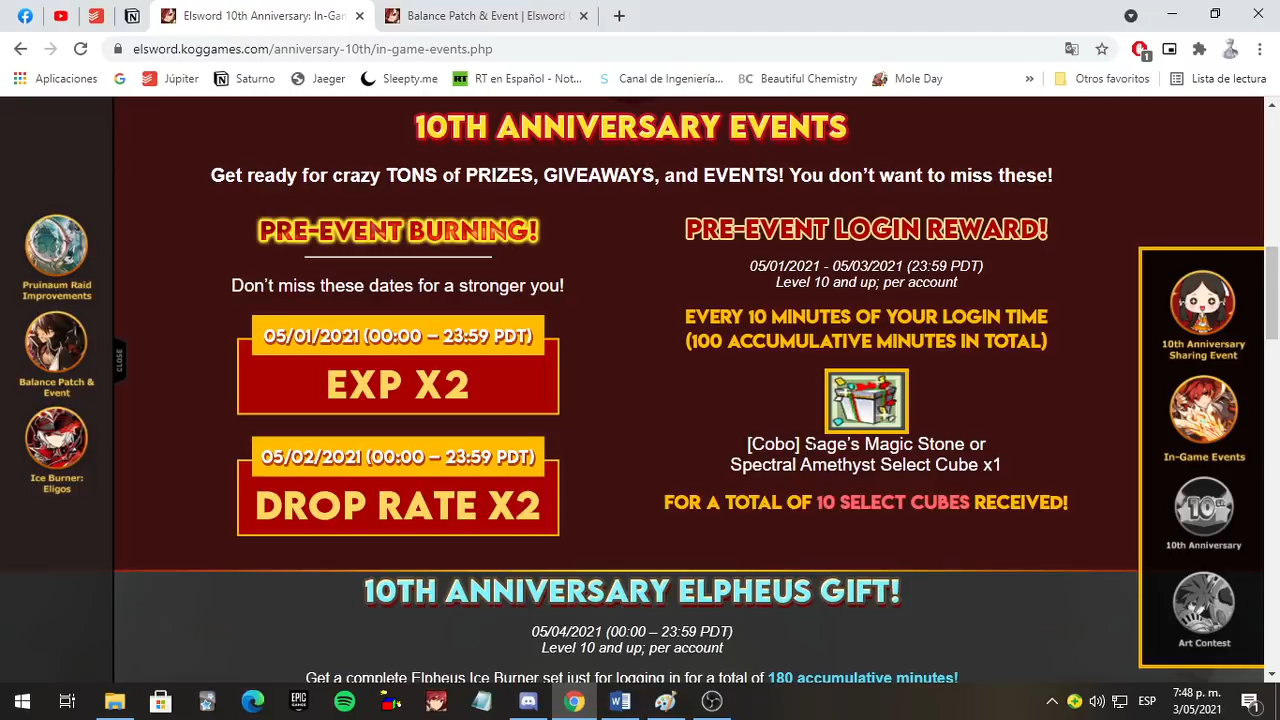 Elsword 10th Anniversary: In-Ga
Balance Patch & Event | Elsword
elsword.koggames.com/anniversary-10th/in-game-events.php
Aplicaciones
Júpiter
Saturno
Jaeger
Sleepty.me
RT en Español - Not...
Canal de Ingeniería...
Beautiful Chemistry
Mole Day
»
Otros favoritos
Lista de lectura
10TH ANNIVERSARY EVENTS
Get ready for crazy TONS of PRIZES, GIVEAWAYS, and EVENTS! You don't want to miss these!
PRE-EVENT BURNING!
Don't miss these dates for a stronger you!
05/01/2021 (00:00 – 23:59 PDT)
EXP X2
05/02/2021 (00:00 – 23:59 PDT)
DROP RATE X2
PRE-EVENT LOGIN REWARD!
05/01/2021 - 05/03/2021 (23:59 PDT)
Level 10 and up; per account
EVERY 10 MINUTES OF YOUR LOGIN TIME
(100 ACCUMULATIVE MINUTES IN TOTAL)
[Cobo] Sage's Magic Stone or
Spectral Amethyst Select Cube x1
FOR A TOTAL OF 10 SELECT CUBES RECEIVED!
10TH ANNIVERSARY ELPHEUS GIFT!
05/04/2021 (00:00 – 23:59 PDT)
Level 10 and up; per account
Get a complete Elpheus Ice Burner set just for logging in for a total of 180 accumulative minutes!
Pruinaum Raid
Improvements
Balance Patch &
Event
Ice Burner:
Eligos
CLOSE
10th Anniversary
Sharing Event
In-Game Events
10th
10th Anniversary
Art Contest
EPIC
GAMES
ESP
7:48 p. m.
3/05/2021